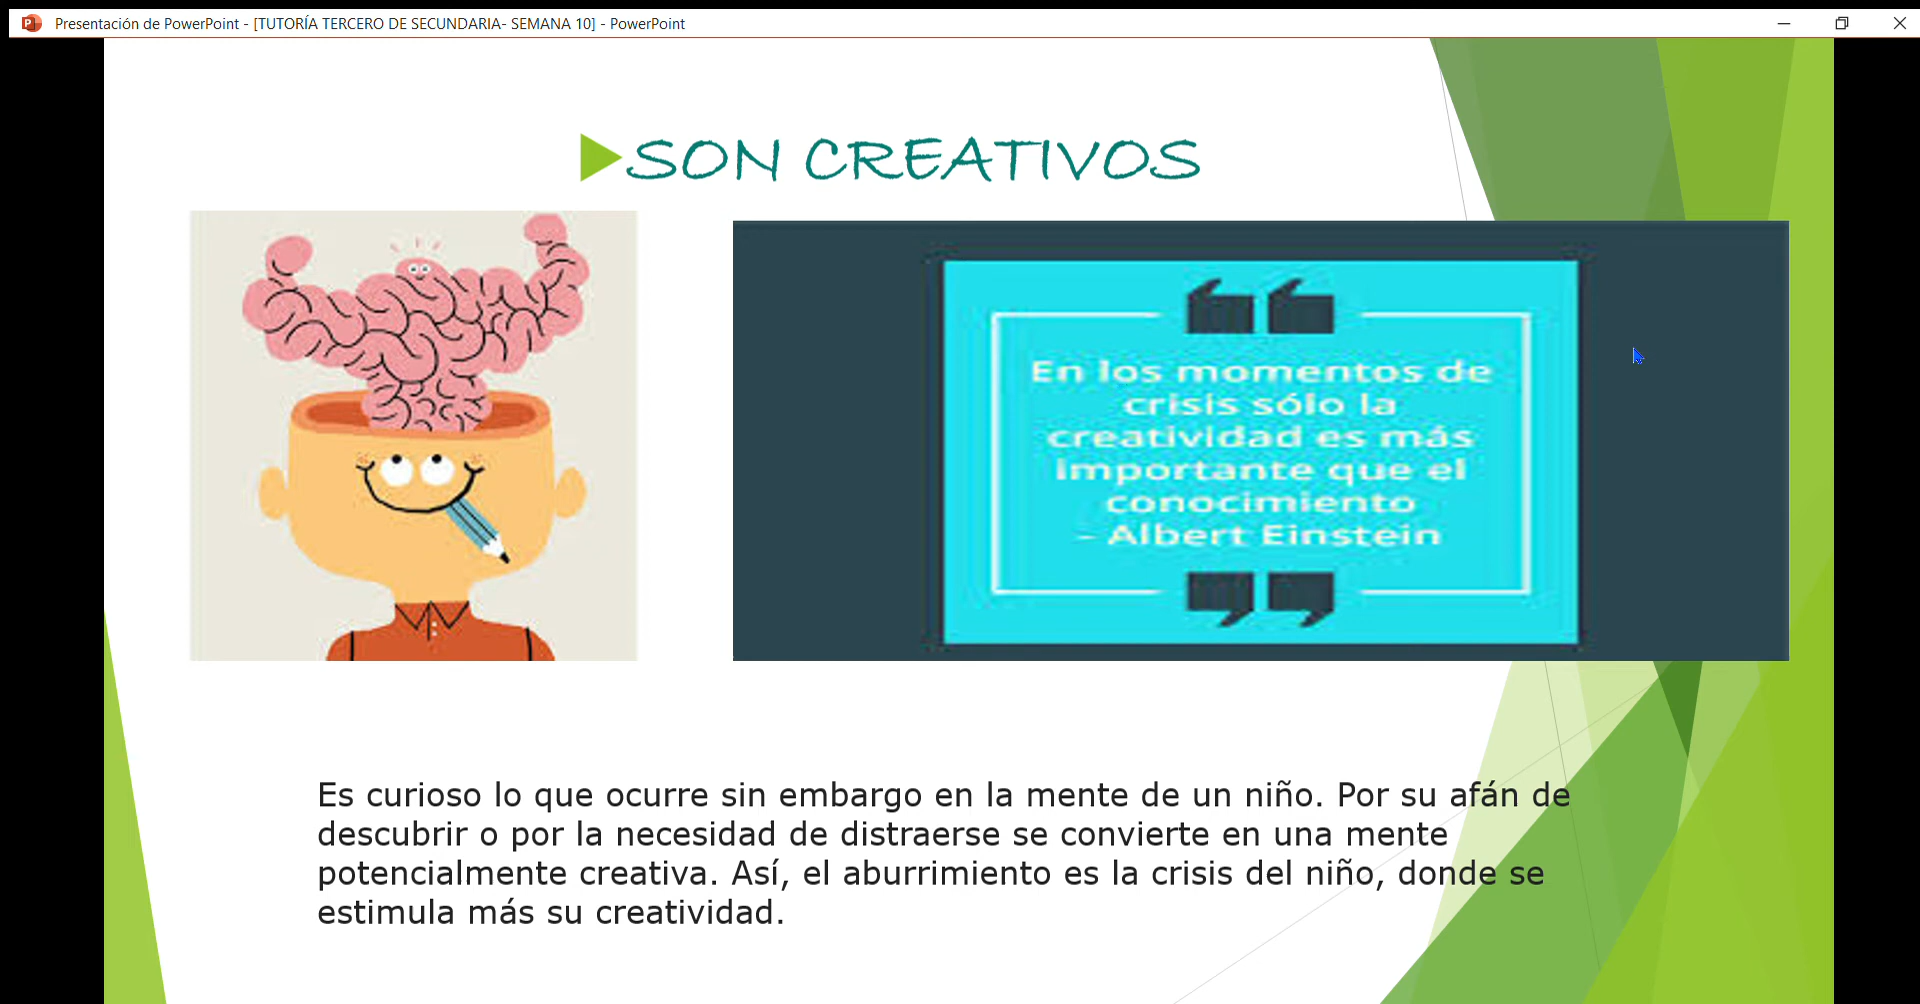 Presentación de PowerPoint - [TUTORÍA TERCERO DE SECUNDARIA- SEMANA 10] - PowerPoint
SON CREATIVOS
En los momentos de
crisis sólo la
creatividad es más
importante que el
conocimiento
- Albert Einstein
Es curioso lo que ocurre sin embargo en la mente de un niño. Por su afán de
descubrir o por la necesidad de distraerse se convierte en una mente
potencialmente creativa. Así, el aburrimiento es la crisis del niño, donde se
estimula más su creatividad.